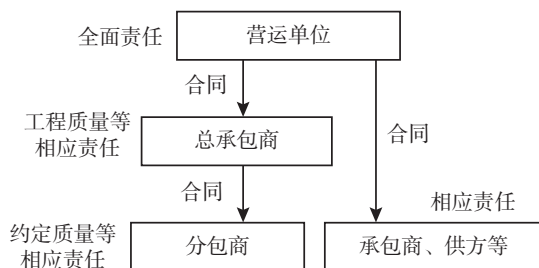 全面责任
营运单位
合同
工程质量等
相应责任
总承包商
合同
合同
相应责任
约定质量等
相应责任
分包商
承包商、供方等